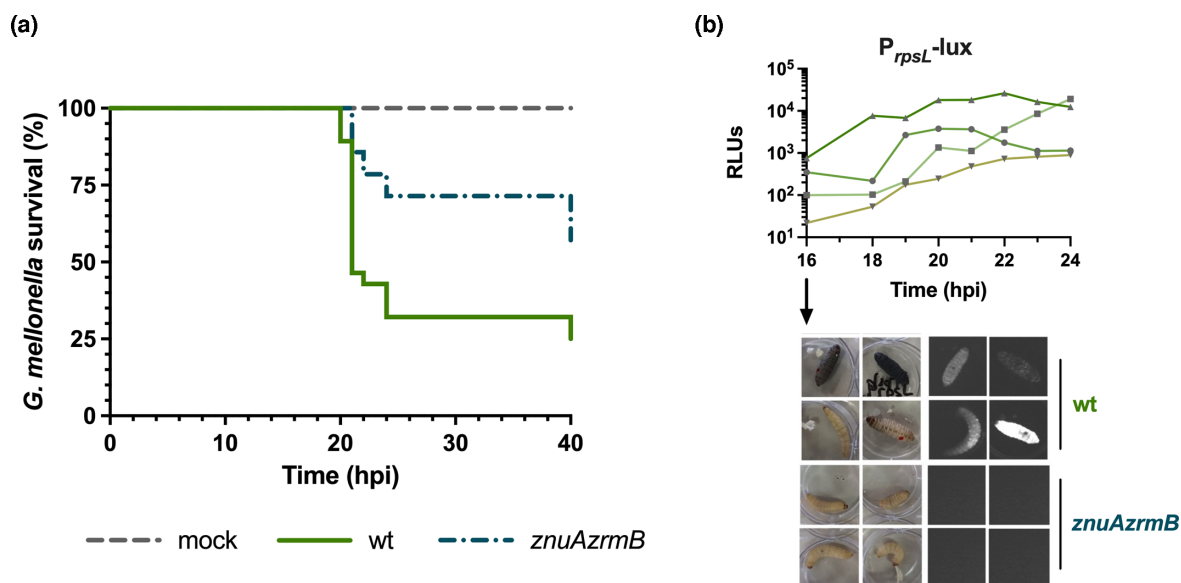 (a)
G. mellonella survival (%)
100
75
50
25
0
0 10 20 30 40
Time (hpi)
mock wt znuAzrmB
(b)
PrpsL-lux
RLUs
10⁵
10⁴
10³
10²
10¹
16 18 20 22 24
Time (hpi)
wt
znuAzrmB